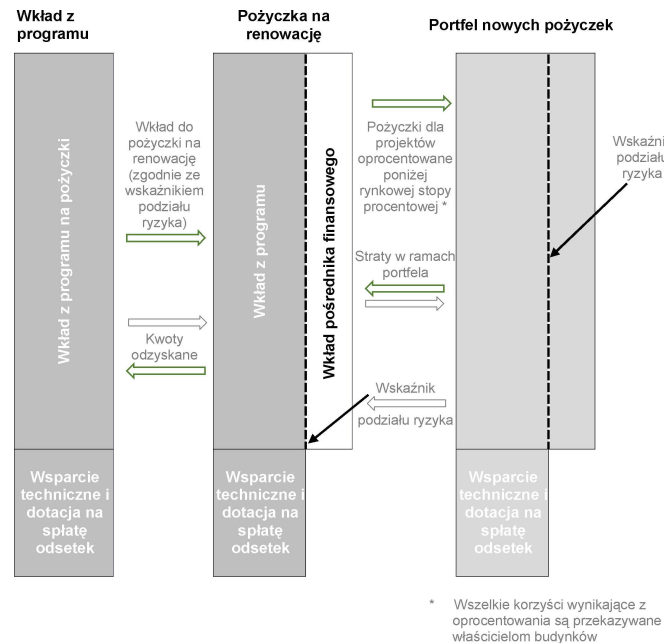 Wkład z
programu
Pożyczka na
renowację
Portfel nowych pożyczek
Wkład z programu na pożyczki
Wkład do
pożyczki na
renowację
(zgodnie ze
wskaźnikiem
podziału
ryzyka)
Kwoty
odzyskane
Wkład z programu
Wkład pośrednika finansowego
Pożyczki dla
projektów
oprocentowane
poniżej
rynkowej stopy
procentowej *
Straty w ramach
portfela
Wskaźnik
podziału ryzyka
Wskaźni
podziału
ryzyka
Wsparcie
techniczne i
dotacja na
spłatę
odsetek
Wsparcie
techniczne i
dotacja na
spłatę
odsetek
Wsparcie
techniczne i
dotacja na
spłatę
odsetek
* Wszelkie korzyści wynikające z
oprocentowania są przekazywane
właścicielom budynków